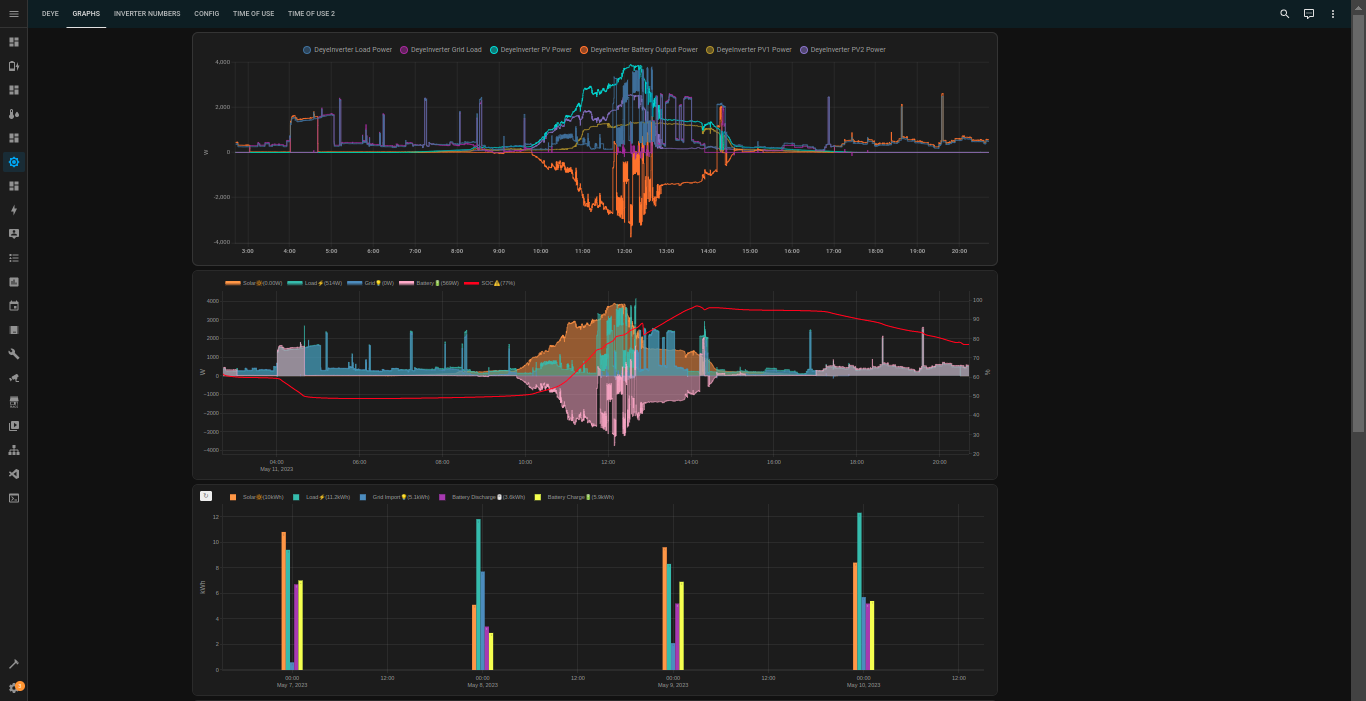 DEYE GRAPHS INVERTER NUMBERS CONFIG TIME OF USE TIME OF USE 2
DeyeInverter Load Power DeyeInverter Grid Load DeyeInverter PV Power DeyeInverter Battery Output Power DeyeInverter PV1 Power DeyeInverter PV2 Power
4,000
2,000
W
0
-2,000
-4,000
3:00 4:00 5:00 6:00 7:00 8:00 9:00 10:00 11:00 12:00 13:00 14:00 15:00 16:00 17:00 18:00 19:00 20:00
Solar🔆(0.00W) Load⚡(514W) Grid💡(0W) Battery🔋(569W) SOC⚠️(77%)
4000 100
3000 90
2000 80
1000 70
W % 
0 60
−1000 50
−2000 40
−3000 30
−4000 20
04:00 06:00 08:00 10:00 12:00 14:00 16:00 18:00 20:00
May 11, 2023
Solar🔆(10kWh) Load⚡(11.2kWh) Grid Import💡(5.1kWh) Battery Discharge(3.8kWh) Battery Charge🔋(5.9kWh)
12
10
8
kWh
6
4
2
0
00:00 12:00 00:00 12:00 00:00 12:00 00:00 12:00
May 7, 2023 May 8, 2023 May 9, 2023 May 10, 2023